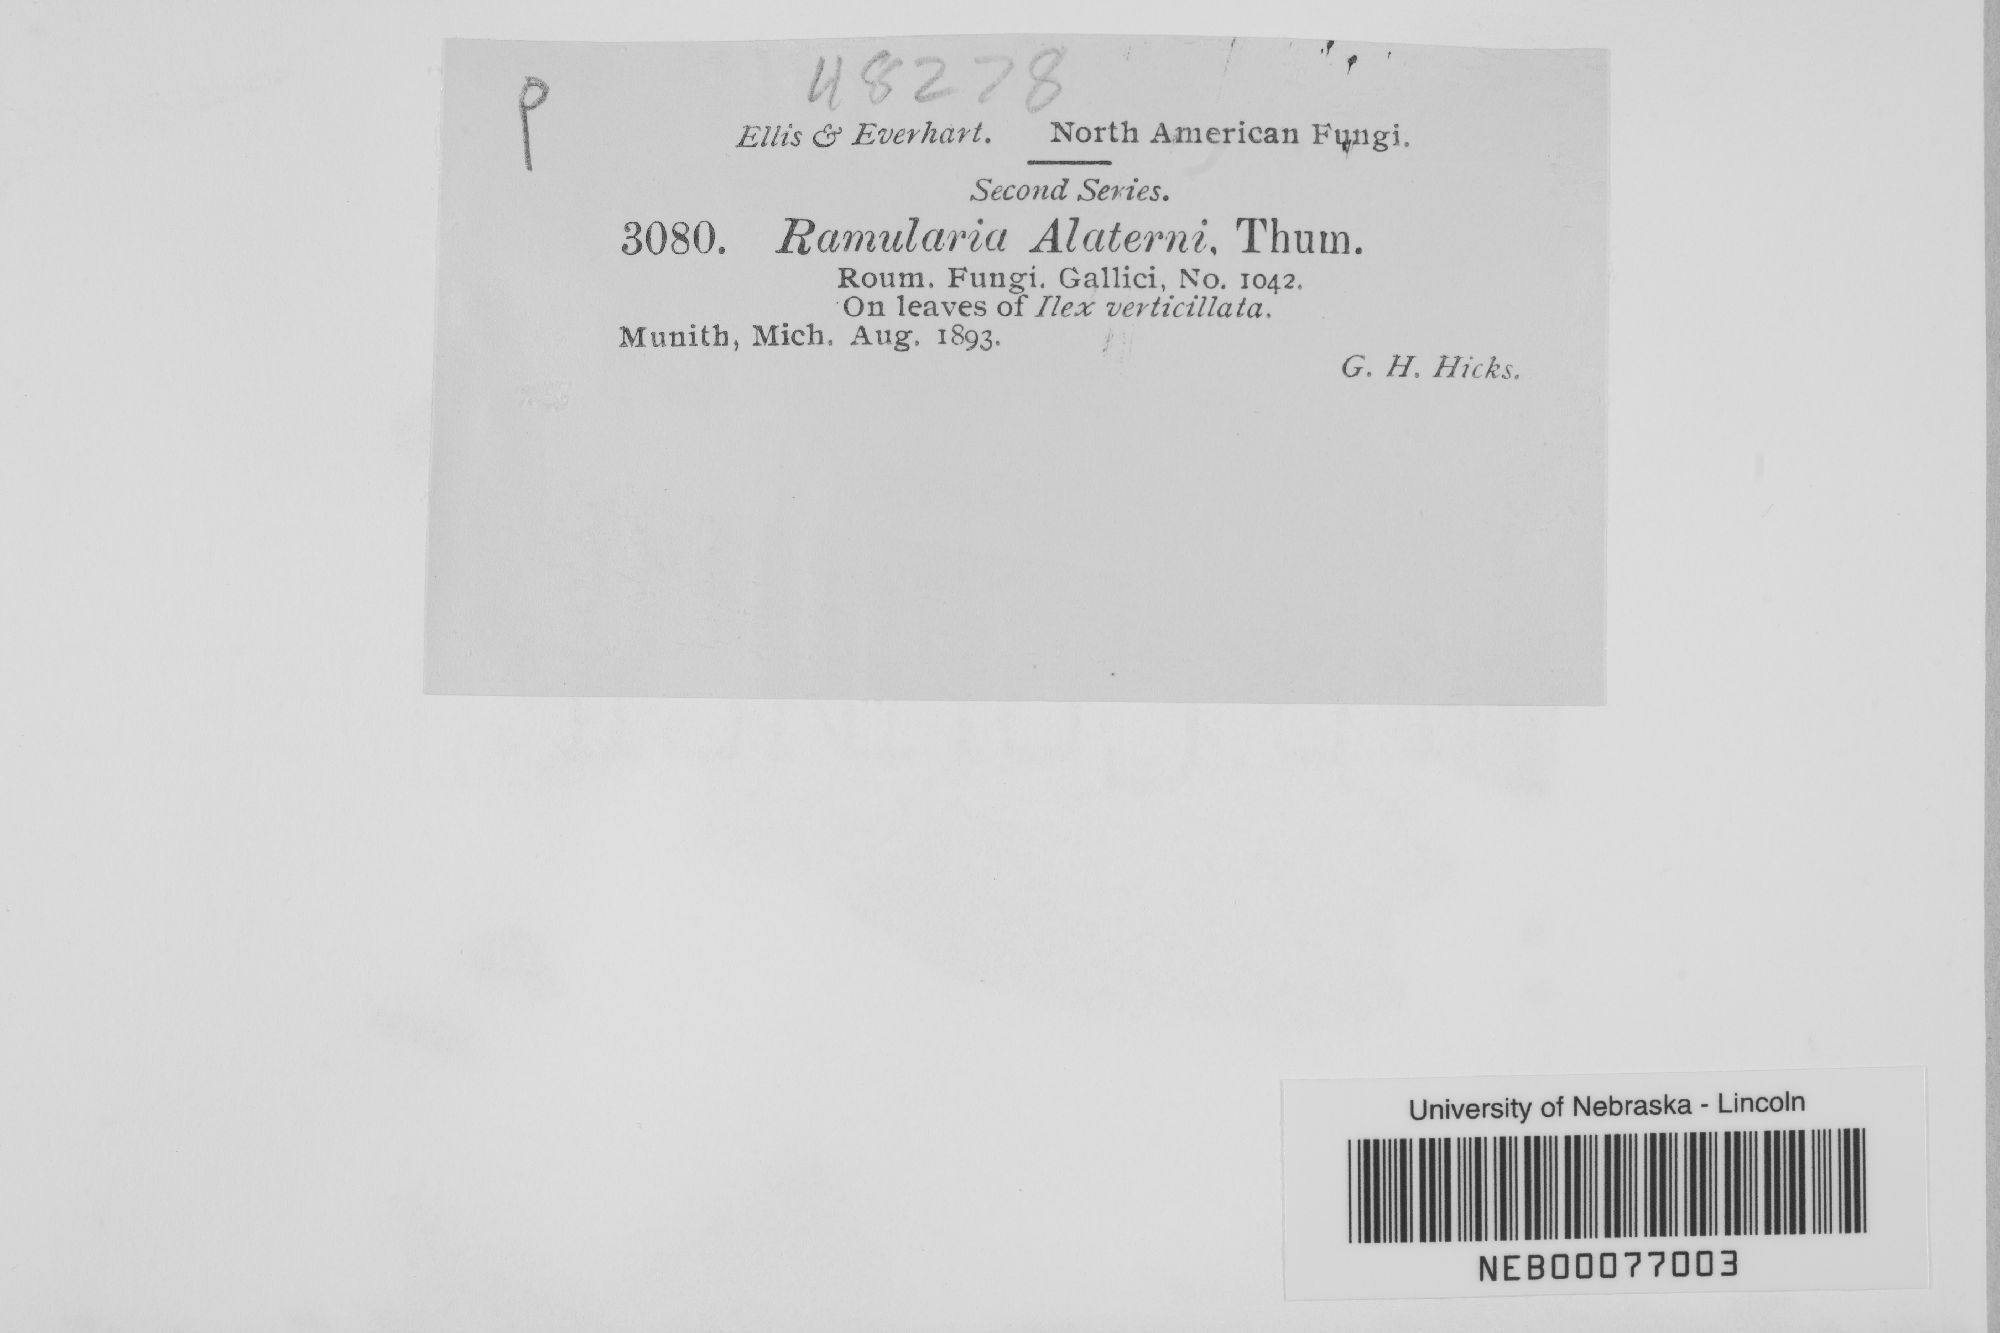 P
48278
Ellis & Everhart. North American Fungi.
Second Series.
3080. Ramularia Alaterni, Thum.
Roum. Fungi. Gallici, No. 1042.
On leaves of Ilex verticillata.
Munith, Mich. Aug. 1893.
G. H. Hicks.
University of Nebraska - Lincoln
NEB00077003